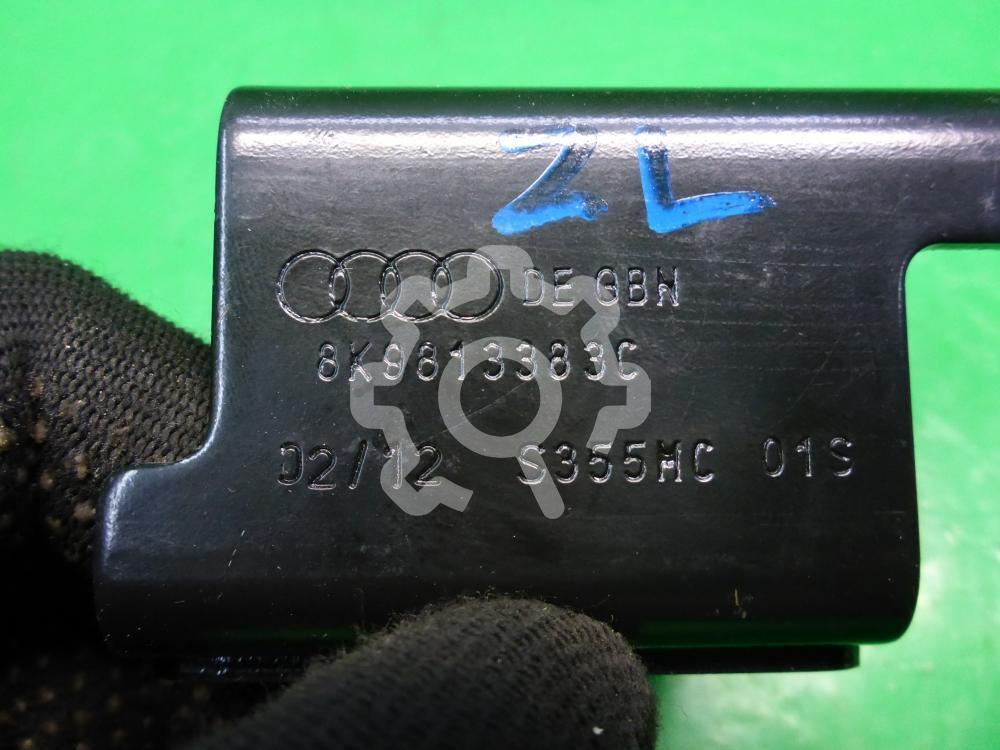 ZL
DE GBN
8K9813383C
02/12 S355MC 01S